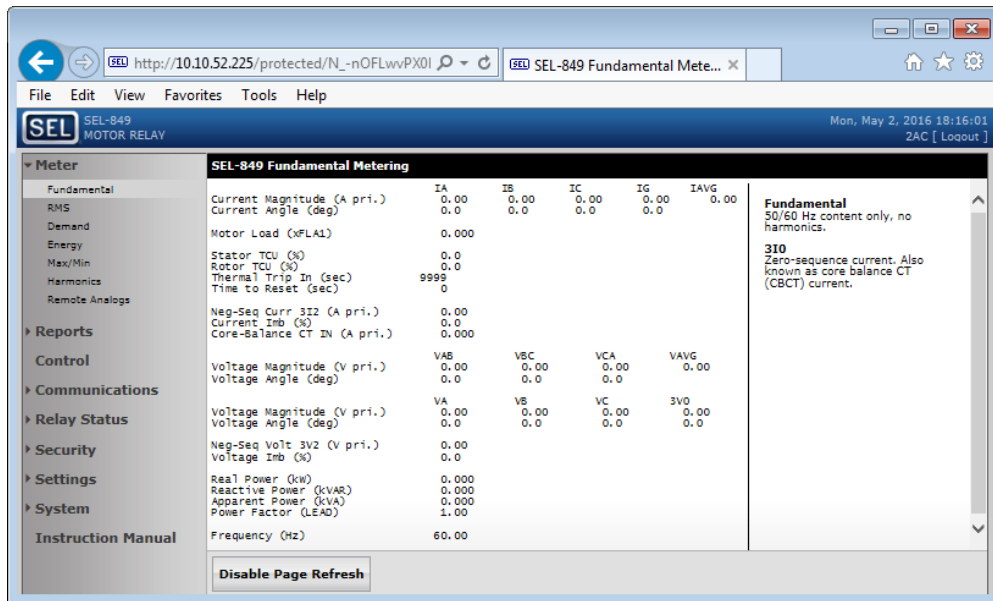 http://10.10.52.225/protected/N_-nOFLwvPX0l
SEL SEL-849 Fundamental Mete...
File Edit View Favorites Tools Help
SEL SEL-849 MOTOR RELAY
Mon, May 2, 2016 18:16:01
2AC [ Logout ]
Meter
Fundamental
RMS
Demand
Energy
Max/Min
Harmonics
Remote Analogs
Reports
Control
Communications
Relay Status
Security
Settings
System
Instruction Manual
SEL-849 Fundamental Metering
IA IB IC IG IAVG
Current Magnitude (A pri.) 0.00 0.00 0.00 0.00 0.00
Current Angle (deg) 0.0 0.0 0.0 0.0
Motor Load (xFLA1) 0.000
Stator TCU (%) 0.0
Rotor TCU (%) 0.0
Thermal Trip In (sec) 9999
Time to Reset (sec) 0
Neg-Seq Curr 3I2 (A pri.) 0.00
Current Imb (%) 0.0
Core-Balance CT IN (A pri.) 0.000
VAB VBC VCA VAVG
Voltage Magnitude (V pri.) 0.00 0.00 0.00 0.00
Voltage Angle (deg) 0.0 0.0 0.0
VA VB VC 3V0
Voltage Magnitude (V pri.) 0.00 0.00 0.00 0.00
Voltage Angle (deg) 0.0 0.0 0.0 0.0
Neg-Seq Volt 3V2 (V pri.) 0.00
Voltage Imb (%) 0.0
Real Power (kW) 0.000
Reactive Power (kVAR) 0.000
Apparent Power (kVA) 0.000
Power Factor (LEAD) 1.00
Frequency (Hz) 60.00
Fundamental
50/60 Hz content only, no
harmonics.
3I0
Zero-sequence current. Also
known as core balance CT
(CBCT) current.
Disable Page Refresh